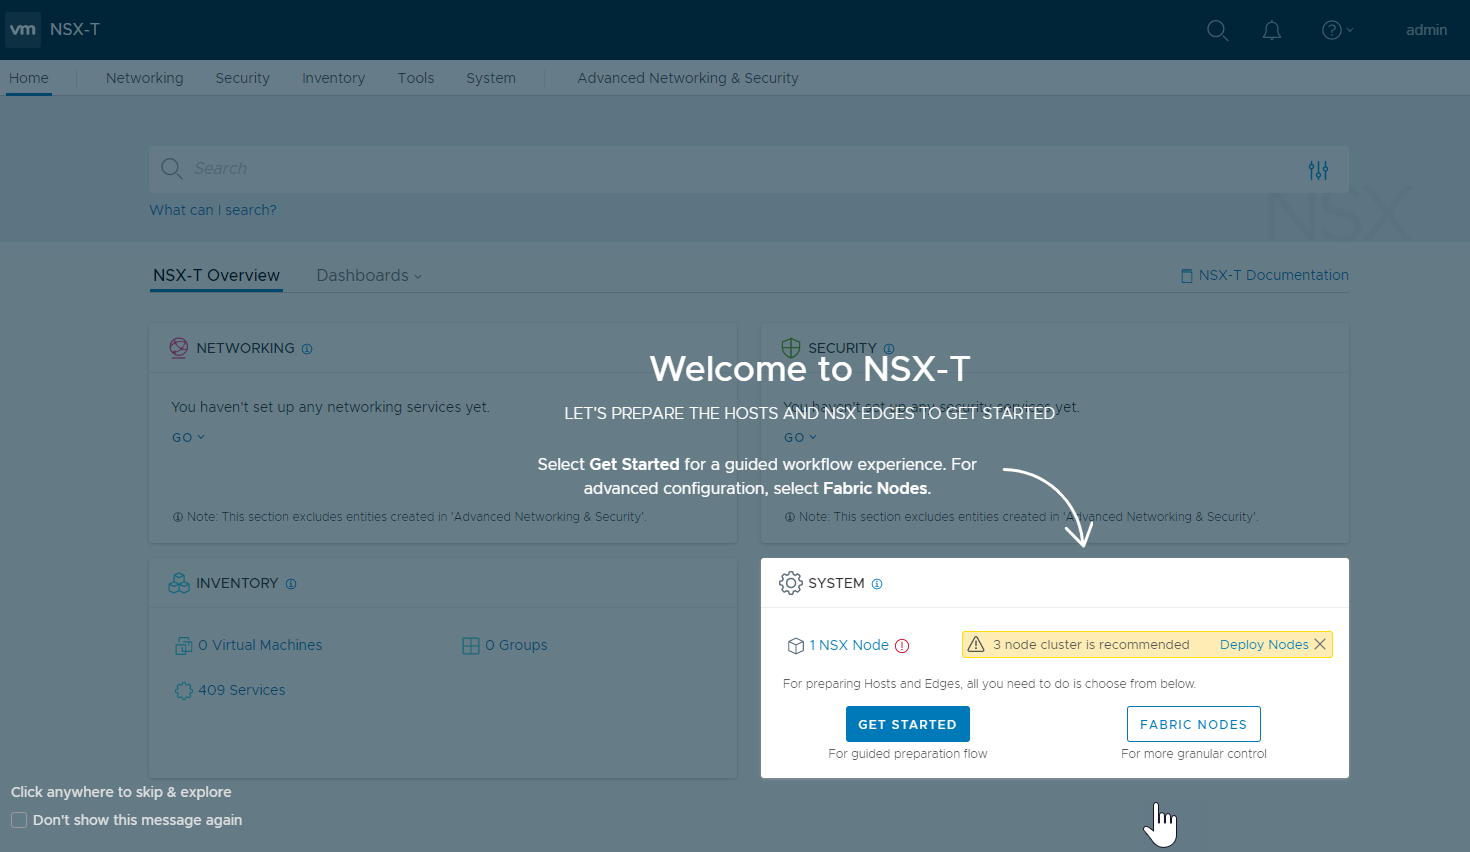 vm NSX-T admin
Home Networking Security Inventory Tools System Advanced Networking & Security
Search
NSX
What can I search?
NSX-T Overview Dashboards NSX-T Documentation
NETWORKING
You haven't set up any networking services yet.
GO
Note: This section excludes entities created in 'Advanced Networking & Security'.
SECURITY
You haven't set up any security services yet.
GO
Note: This section excludes entities created in 'Advanced Networking & Security'.
Welcome to NSX-T
LET'S PREPARE THE HOSTS AND NSX EDGES TO GET STARTED
Select Get Started for a guided workflow experience. For
advanced configuration, select Fabric Nodes.
INVENTORY
0 Virtual Machines 0 Groups
409 Services
SYSTEM
1 NSX Node 3 node cluster is recommended Deploy Nodes
For preparing Hosts and Edges, all you need to do is choose from below.
GET STARTED FABRIC NODES
For guided preparation flow For more granular control
Click anywhere to skip & explore
Don't show this message again